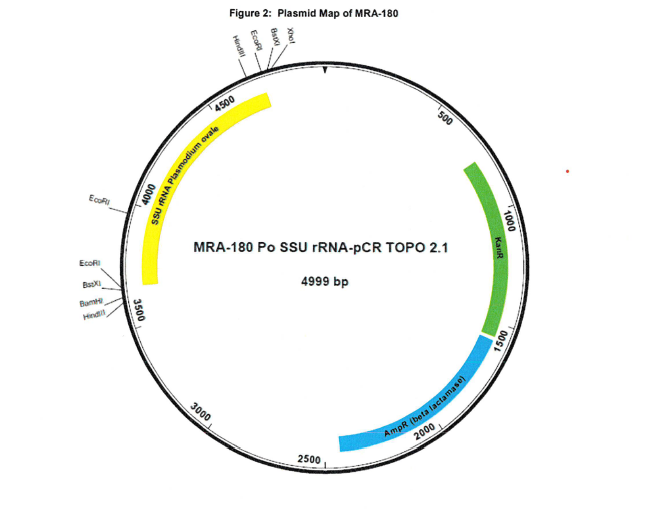 Figure 2: Plasmid Map of MRA-180
HindIII
EcoRI
BstXI
XhoI
4500
500
SSU rRNA Plasmodium ovale
4000
EcoRI
1000
KanR
MRA-180 Po SSU rRNA-pCR TOPO 2.1
4999 bp
EcoRI
BstXI
BamHI
HindIII
3500
1500
AmpR (beta lactamase)
3000
2000
2500